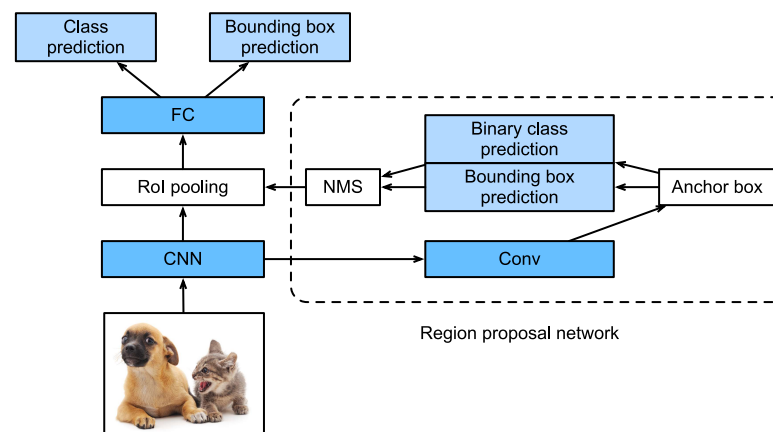 Class
prediction
Bounding box
prediction
FC
Binary class
prediction
RoI pooling
NMS
Bounding box
prediction
Anchor box
CNN
Conv
Region proposal network